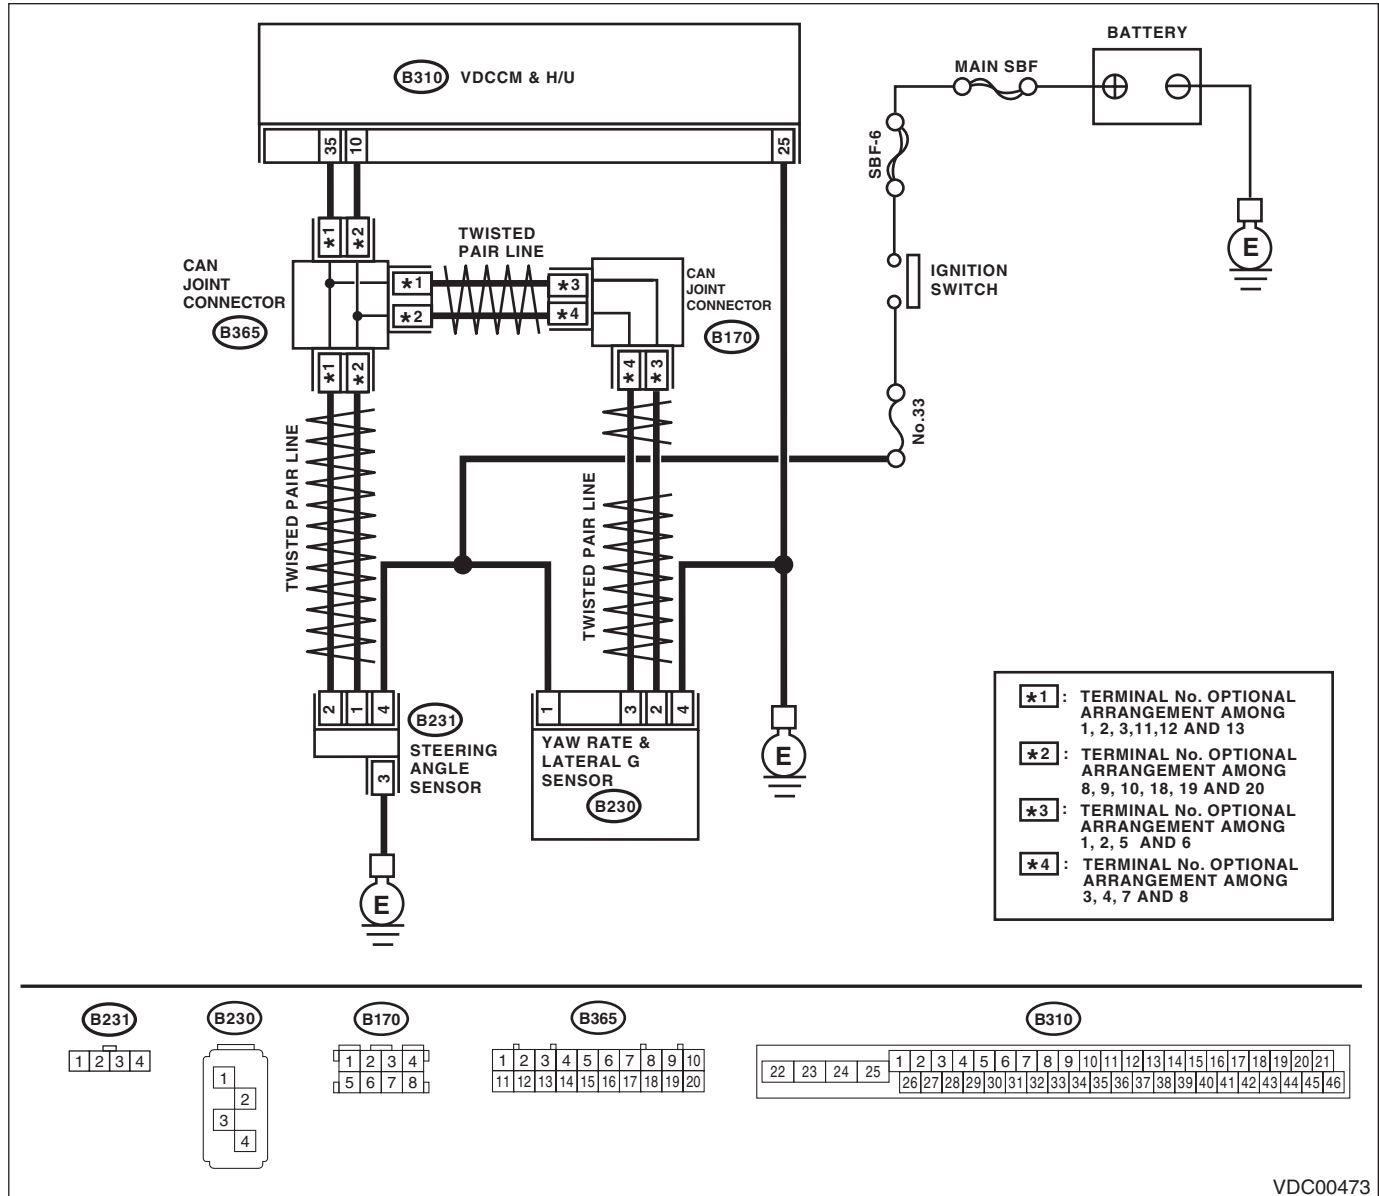 BATTERY
MAIN SBF
B310 VDCCM & H/U
35 10 25
SBF-6
*1 *2
TWISTED
PAIR LINE
CAN
JOINT
CONNECTOR
B365
*1 *3
*2 *4
CAN
JOINT
CONNECTOR
B170
IGNITION
SWITCH
E
*1 *2
*4 *3
No.33
TWISTED PAIR LINE
TWISTED PAIR LINE
2 1 4
B231
STEERING
ANGLE
SENSOR
3
1 3 2 4
YAW RATE &
LATERAL G
SENSOR
B230
E
E
*1 : TERMINAL No. OPTIONAL
ARRANGEMENT AMONG
1, 2, 3,11,12 AND 13
*2 : TERMINAL No. OPTIONAL
ARRANGEMENT AMONG
8, 9, 10, 18, 19 AND 20
*3 : TERMINAL No. OPTIONAL
ARRANGEMENT AMONG
1, 2, 5 AND 6
*4 : TERMINAL No. OPTIONAL
ARRANGEMENT AMONG
3, 4, 7 AND 8
B231
1 2 3 4
B230
1
2
3
4
B170
1 2 3 4
5 6 7 8
B365
1 2 3 4 5 6 7 8 9 10
11 12 13 14 15 16 17 18 19 20
B310
22 23 24 25
1 2 3 4 5 6 7 8 9 10 11 12 13 14 15 16 17 18 19 20 21
26 27 28 29 30 31 32 33 34 35 36 37 38 39 40 41 42 43 44 45 46
VDC00473